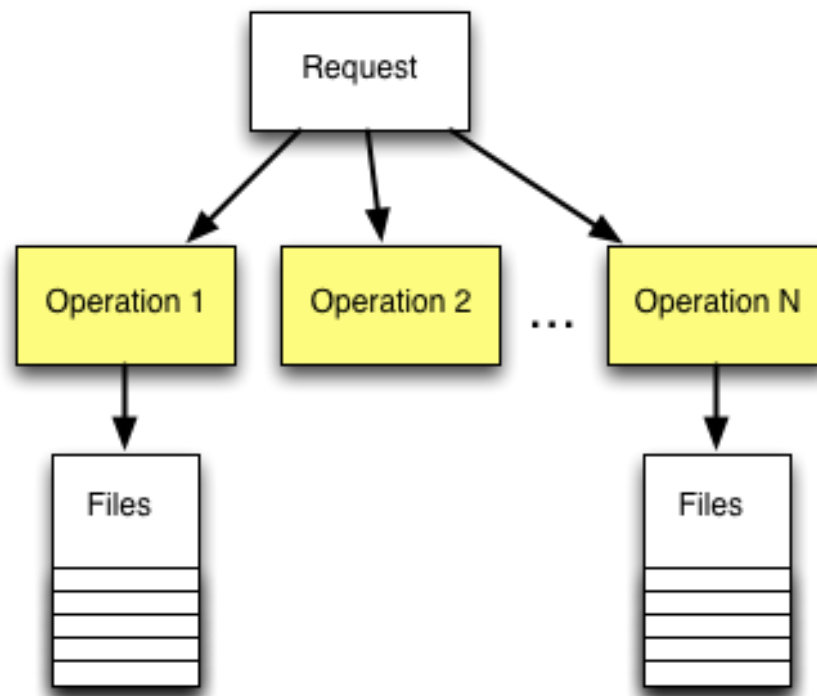 Request
Operation 1
Operation 2
...
Operation N
Files
Files